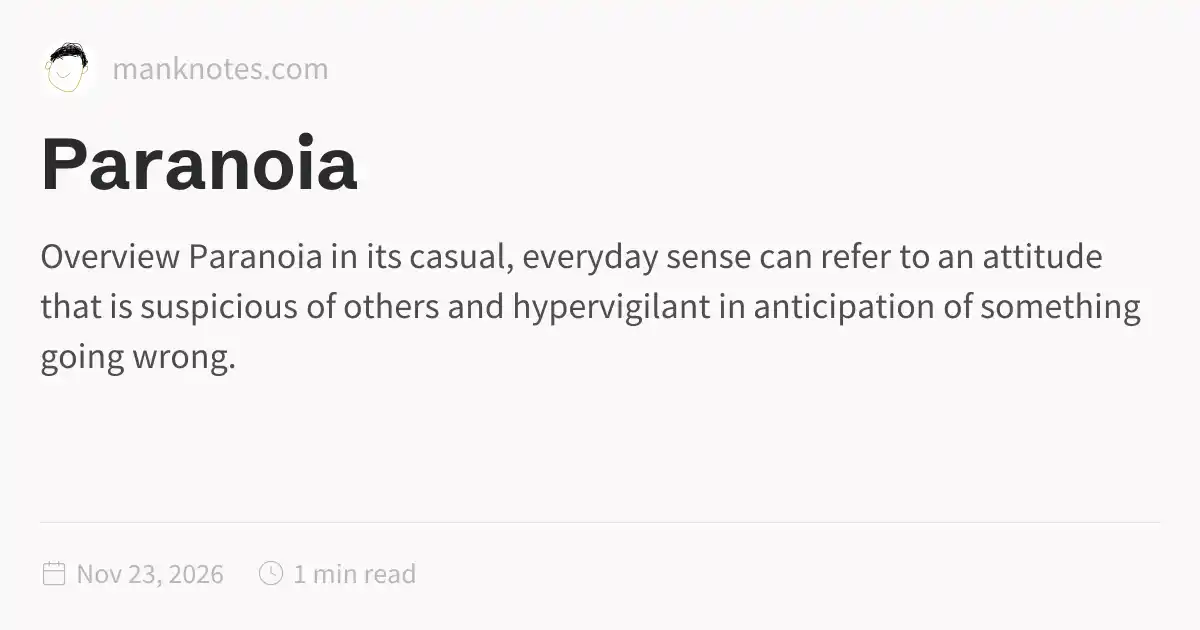 manknotes.com
Paranoia
Overview Paranoia in its casual, everyday sense can refer to an attitude
that is suspicious of others and hypervigilant in anticipation of something
going wrong.
Nov 23, 2026 1 min read